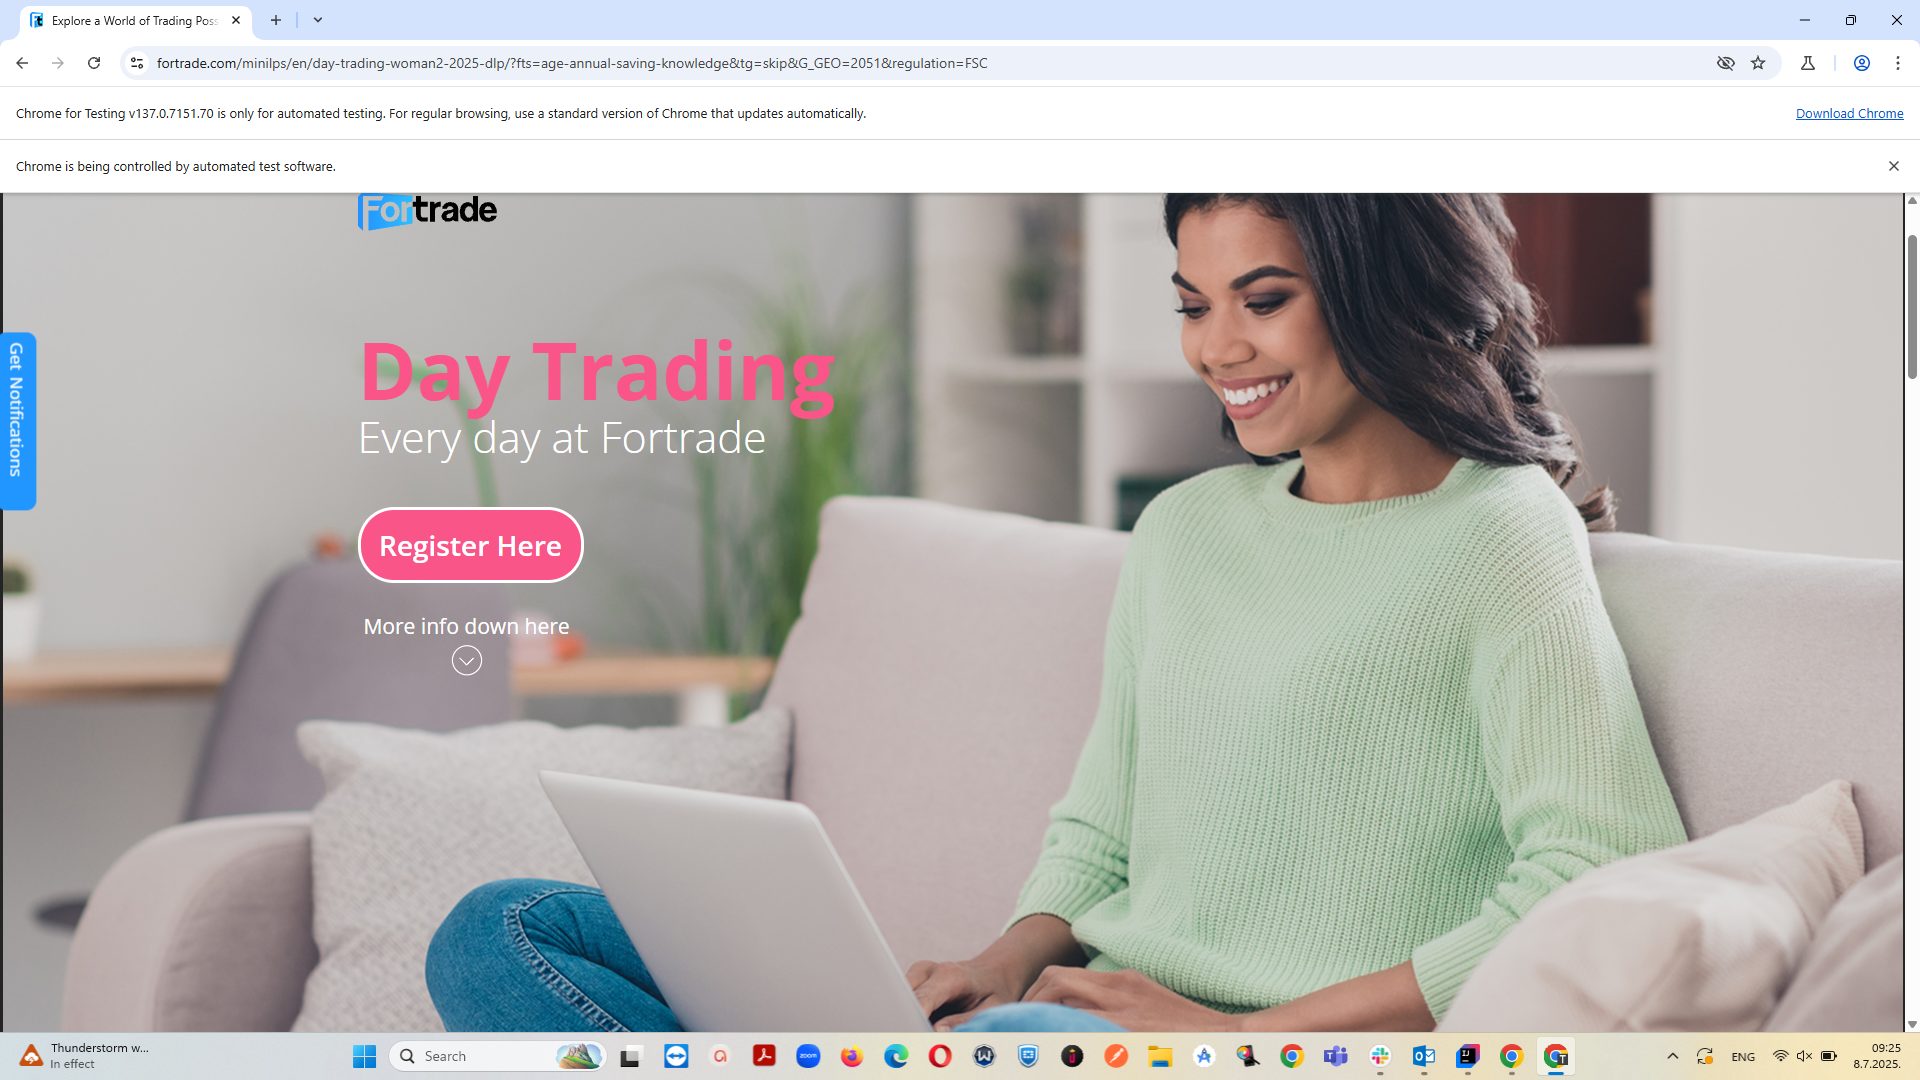 Explore a World of Trading Poss
fortrade.com/minilps/en/day-trading-woman2-2025-dlp/?fts=age-annual-saving-knowledge&tg=skip&G_GEO=2051&regulation=FSC
Chrome for Testing v137.0.7151.70 is only for automated testing. For regular browsing, use a standard version of Chrome that updates automatically.
Download Chrome
Chrome is being controlled by automated test software.
Fortrade
Get Notifications
Day Trading
Every day at Fortrade
Register Here
More info down here
Thunderstorm w...
In effect
Search
zoom
ENG
09:25
8.7.2025.